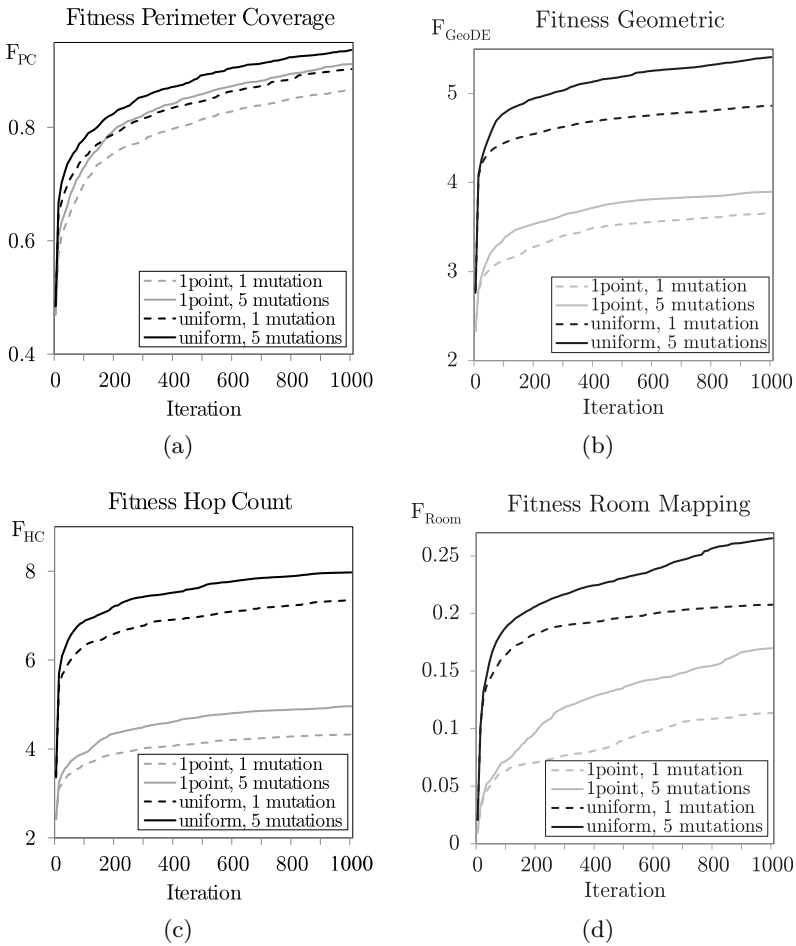 Fitness Perimeter Coverage
F_PC
0.8
0.6
0.4
0 200 400 600 800 1000
Iteration
1point, 1 mutation
1point, 5 mutations
uniform, 1 mutation
uniform, 5 mutations
(a)
Fitness Geometric
F_GeoDE
5
4
3
2
0 200 400 600 800 1000
Iteration
1point, 1 mutation
1point, 5 mutations
uniform, 1 mutation
uniform, 5 mutations
(b)
Fitness Hop Count
F_HC
8
6
4
2
0 200 400 600 800 1000
Iteration
1point, 1 mutation
1point, 5 mutations
uniform, 1 mutation
uniform, 5 mutations
(c)
Fitness Room Mapping
F_Room
0.25
0.2
0.15
0.1
0.05
0
0 200 400 600 800 1000
Iteration
1point, 1 mutation
1point, 5 mutations
uniform, 1 mutation
uniform, 5 mutations
(d)